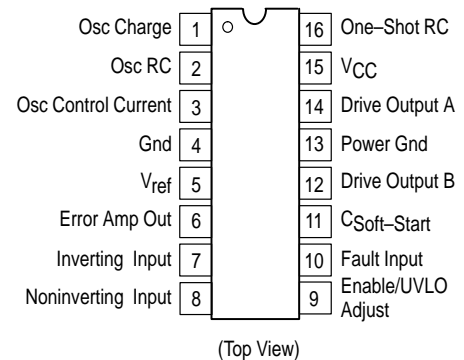 Osc Charge 1 16 One–Shot RC
Osc RC 2 15 VCC
Osc Control Current 3 14 Drive Output A
Gnd 4 13 Power Gnd
Vref 5 12 Drive Output B
Error Amp Out 6 11 CSoft–Start
Inverting Input 7 10 Fault Input
Noninverting Input 8 9 Enable/UVLO
Adjust
(Top View)